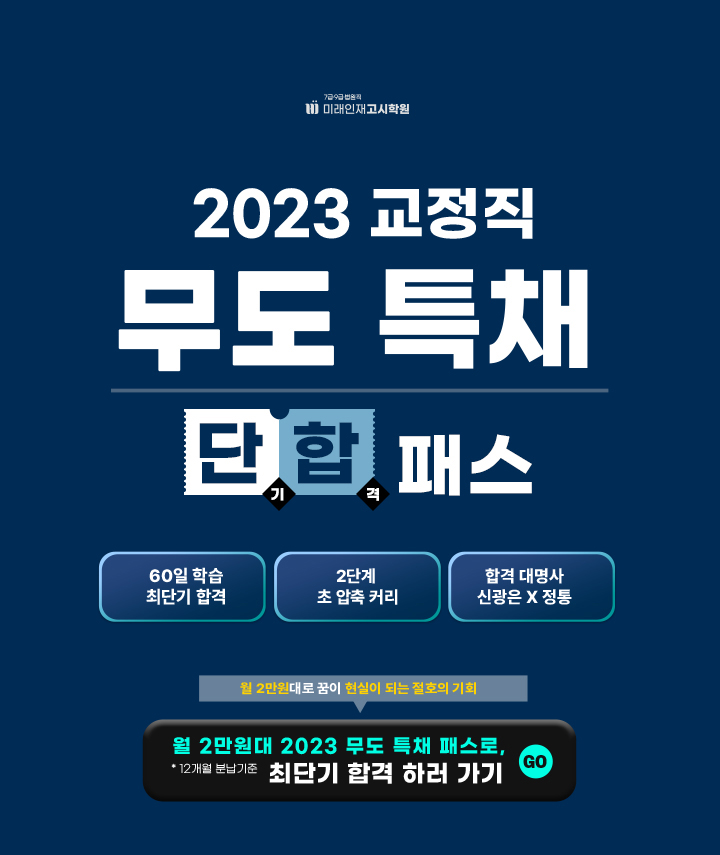 7급·9급·법원직
미래인재고시학원
2023 교정직
무도 특채
단기 합격 패스
60일 학습
최단기 합격
2단계
초 압축 커리
합격 대명사
신광은 X 정통
월 2만원대로 꿈이 현실이 되는 절호의 기회
월 2만원대 2023 무도 특채 패스로,
* 12개월 분납기준 최단기 합격 하러 가기
GO